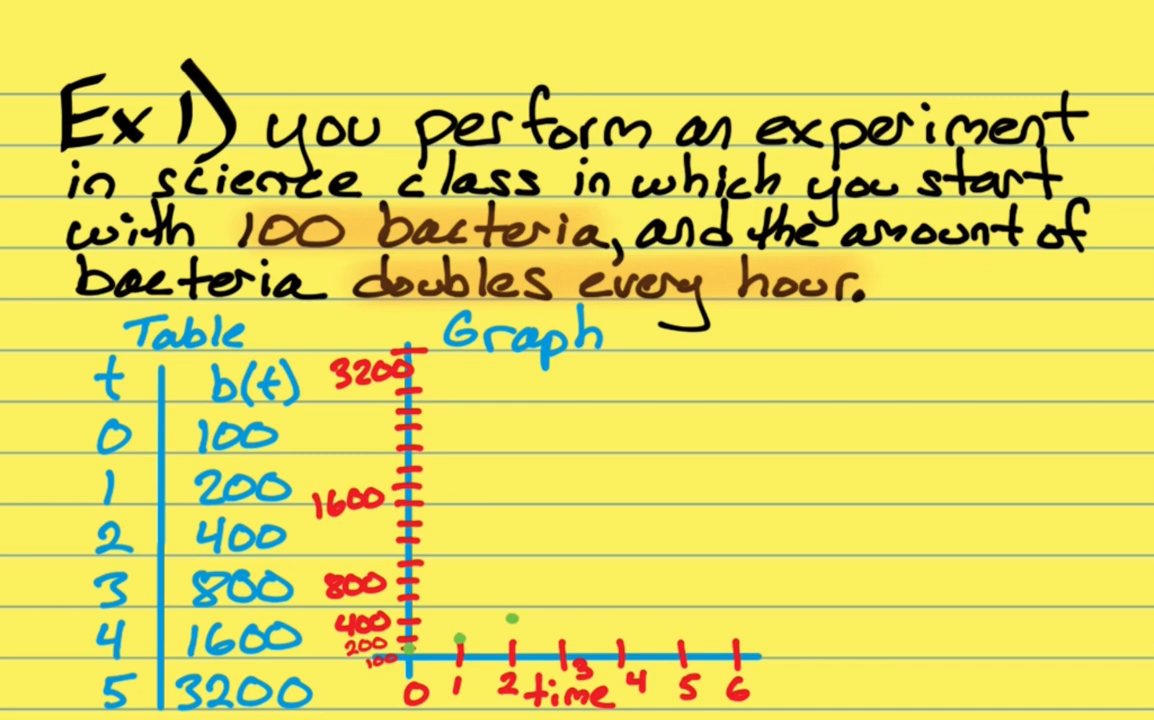 Ex 1) you perform an experiment
in science class in which you start
with 100 bacteria, and the amount of
bacteria doubles every hour.
Table
t b(t)
0 100
1 200
2 400
3 800
4 1600
5 3200
Graph
3200
1600
800
400
200
100
0 1 2 3 4 5 6
time